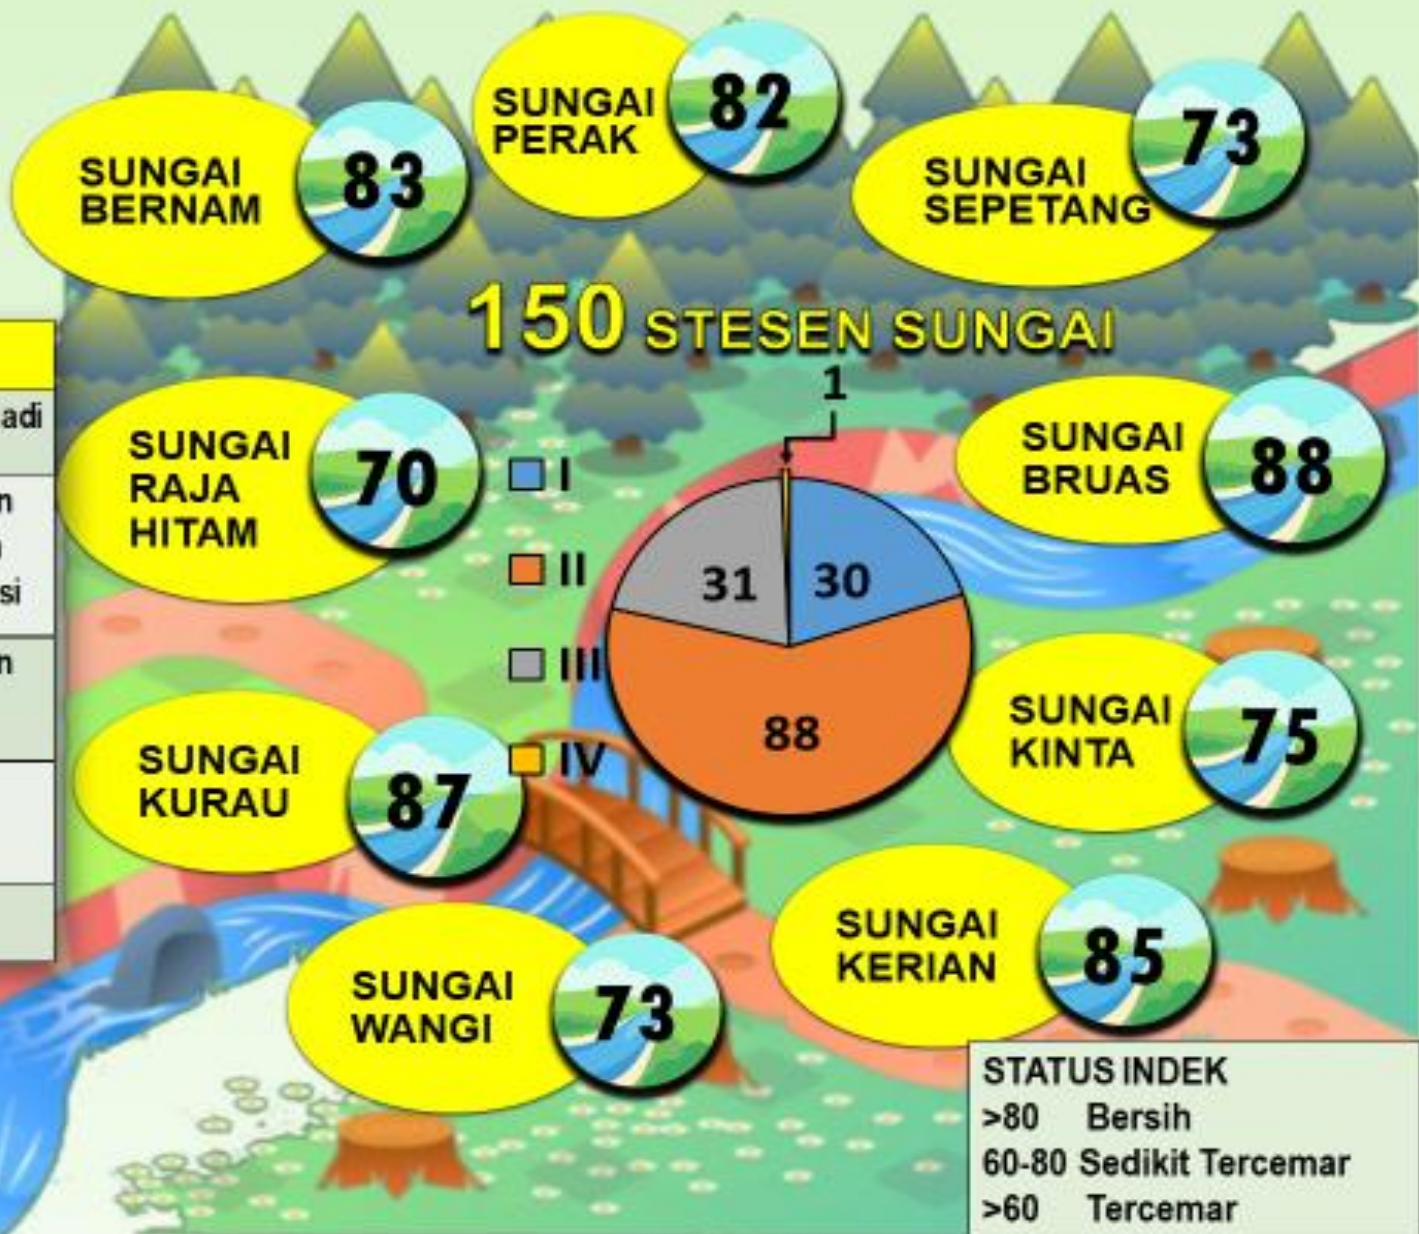 SUNGAI
BERNAM
83
SUNGAI
PERAK
82
SUNGAI
SEPETANG
73
150 STESEN SUNGAI
1
SUNGAI
RAJA
HITAM
70
I
II
III
IV
31
30
88
SUNGAI
BRUAS
88
SUNGAI
KINTA
75
SUNGAI
KURAU
87
SUNGAI
KERIAN
85
SUNGAI
WANGI
73
STATUS INDEK
>80 Bersih
60-80 Sedikit Tercemar
>60 Tercemar